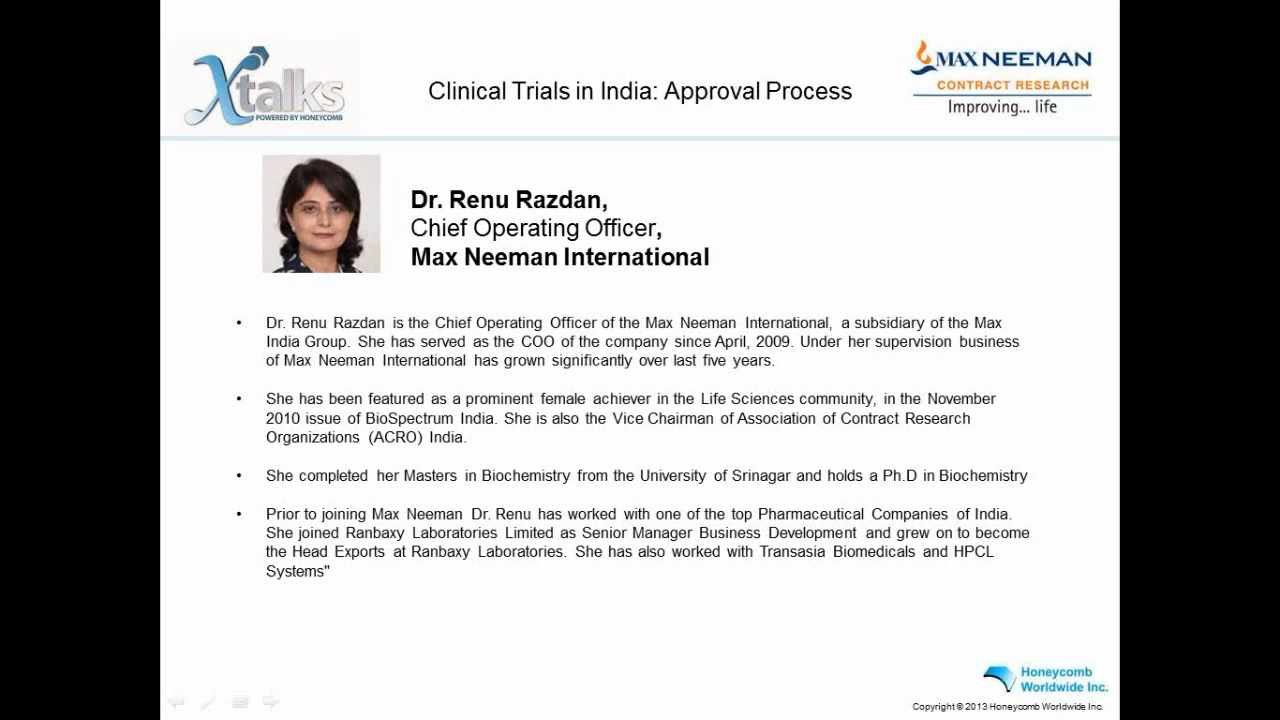 Xtalks
POWERED BY HONEYCOMB
Clinical Trials in India: Approval Process
MAX NEEMAN
CONTRACT RESEARCH
Improving... life
Dr. Renu Razdan,
Chief Operating Officer,
Max Neeman International
• Dr. Renu Razdan is the Chief Operating Officer of the Max Neeman International, a subsidiary of the Max
India Group. She has served as the COO of the company since April, 2009. Under her supervision business
of Max Neeman International has grown significantly over last five years.
• She has been featured as a prominent female achiever in the Life Sciences community, in the November
2010 issue of BioSpectrum India. She is also the Vice Chairman of Association of Contract Research
Organizations (ACRO) India.
• She completed her Masters in Biochemistry from the University of Srinagar and holds a Ph.D in Biochemistry
• Prior to joining Max Neeman Dr. Renu has worked with one of the top Pharmaceutical Companies of India.
She joined Ranbaxy Laboratories Limited as Senior Manager Business Development and grew on to become
the Head Exports at Ranbaxy Laboratories. She has also worked with Transasia Biomedicals and HPCL
Systems"
Honeycomb
Worldwide Inc.
Copyright © 2013 Honeycomb Worldwide Inc.